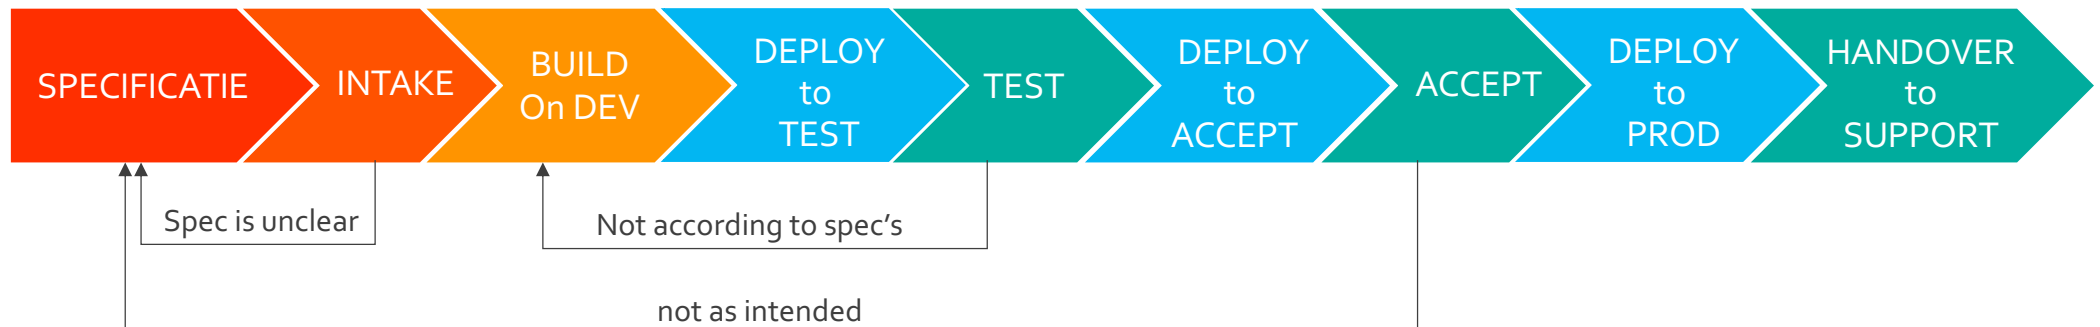 SPECIFICATIE
INTAKE
BUILD
On DEV
DEPLOY
to
TEST
TEST
DEPLOY
to
ACCEPT
ACCEPT
DEPLOY
to
PROD
HANDOVER
to
SUPPORT
Spec is unclear
Not according to spec’s
not as intended